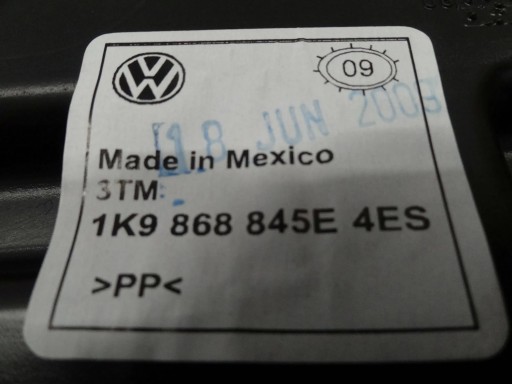 VW
09
18 JUN 2009
Made in Mexico
3TM:
1K9 868 845E 4ES
>PP<